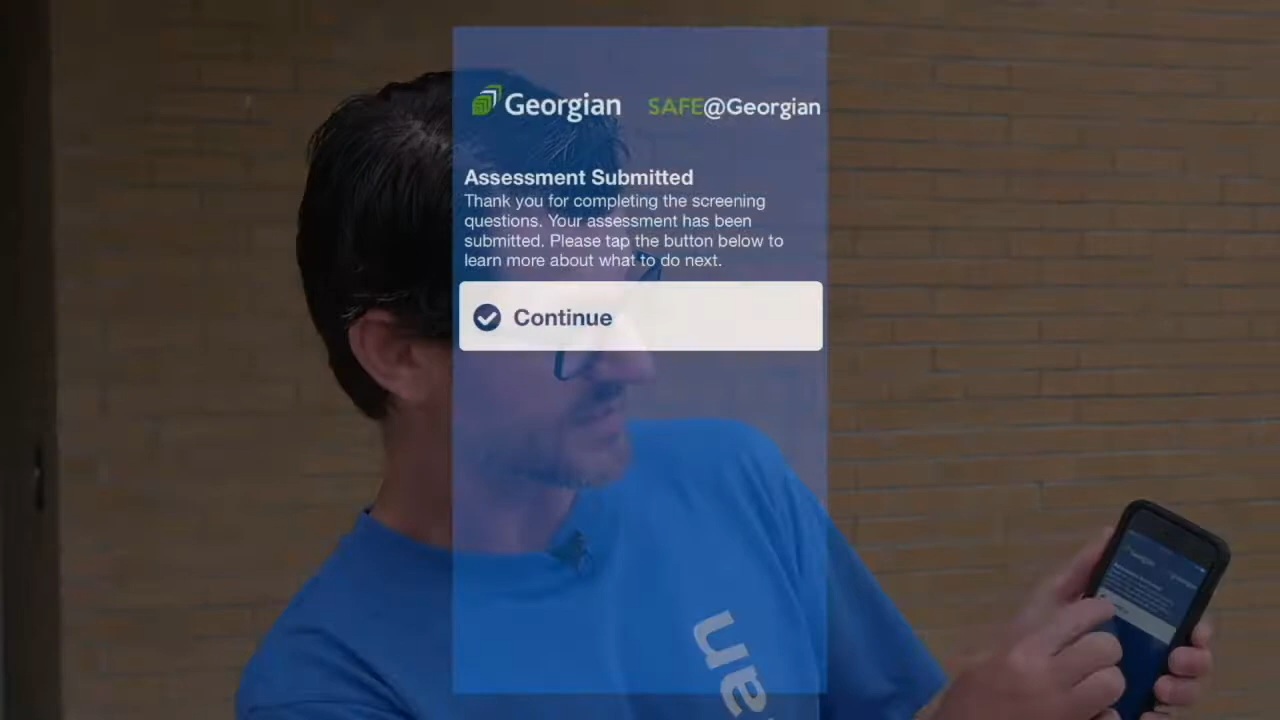 Georgian SAFE@Georgian
Assessment Submitted
Thank you for completing the screening
questions. Your assessment has been
submitted. Please tap the button below to
learn more about what to do next.
Continue
an